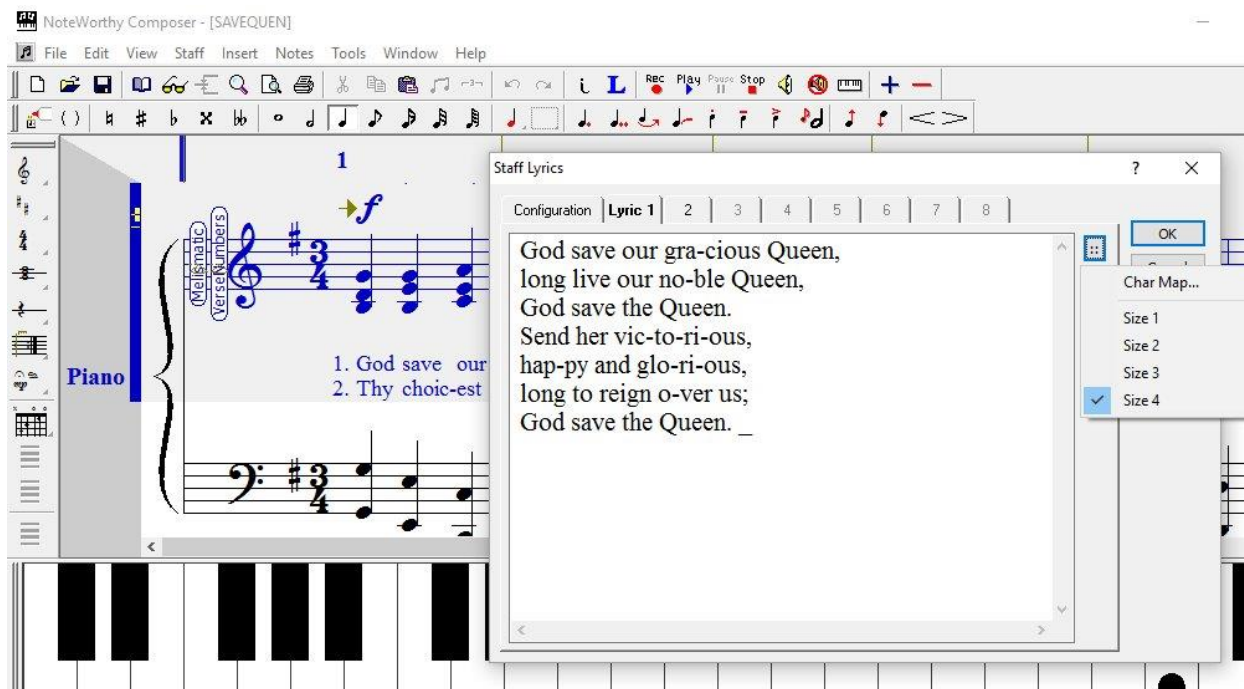 NoteWorthy Composer - [SAVEQUEN]
File Edit View Staff Insert Notes Tools Window Help
REC Play Pause Stop
i L
1
f
Melismatic
VerseNumbers
3
4
1. God save our
2. Thy choic-est
Piano
3
4
Staff Lyrics
? X
Configuration Lyric 1 2 3 4 5 6 7 8
God save our gra-cious Queen,
long live our no-ble Queen,
God save the Queen.
Send her vic-to-ri-ous,
hap-py and glo-ri-ous,
long to reign o-ver us;
God save the Queen. _
OK
Char Map...
Size 1
Size 2
Size 3
Size 4